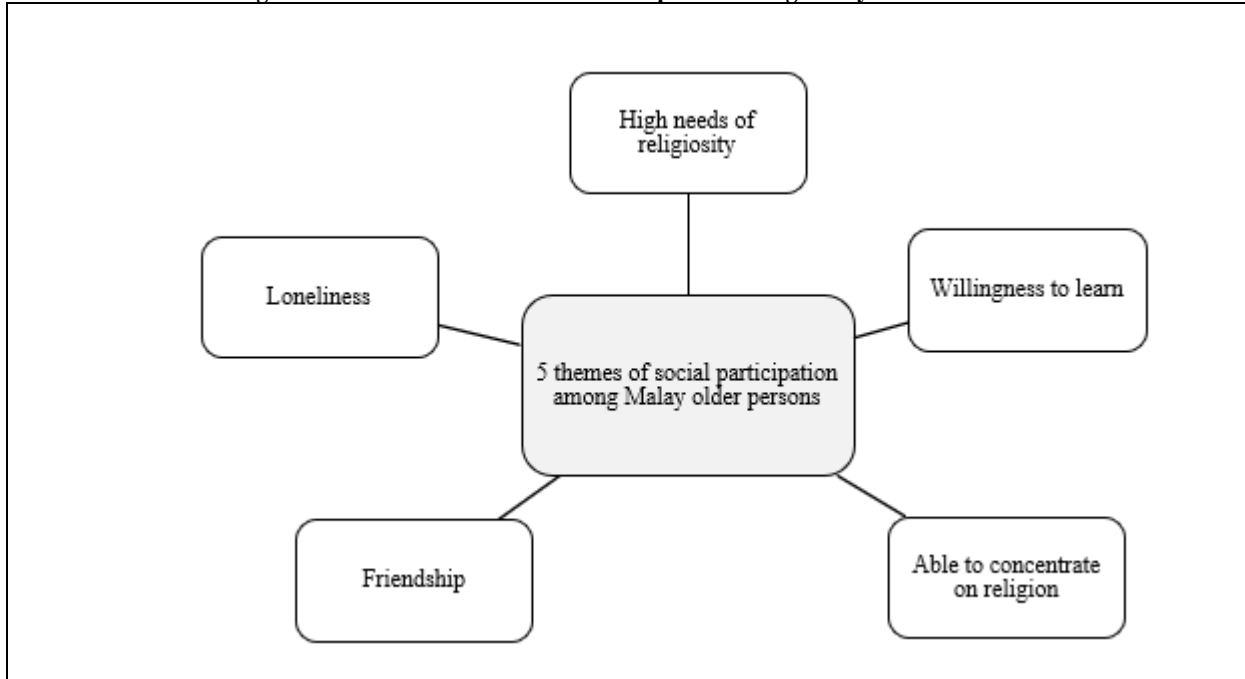 High needs of
religiosity
Loneliness
Willingness to learn
5 themes of social participation
among Malay older persons
Friendship
Able to concentrate
on religion